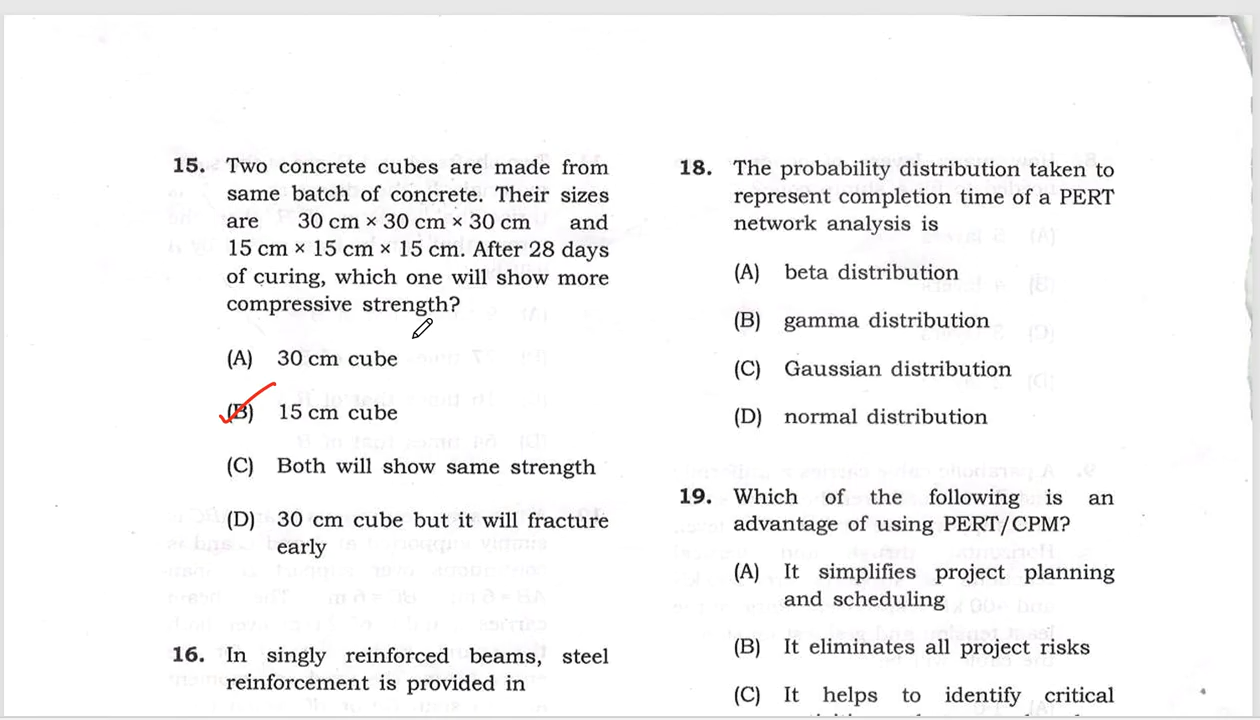 15. Two concrete cubes are made from
same batch of concrete. Their sizes
are 30 cm × 30 cm × 30 cm and
15 cm × 15 cm × 15 cm. After 28 days
of curing, which one will show more
compressive strength?
(A) 30 cm cube
(B) 15 cm cube
(C) Both will show same strength
(D) 30 cm cube but it will fracture
early
16. In singly reinforced beams, steel
reinforcement is provided in
18. The probability distribution taken to
represent completion time of a PERT
network analysis is
(A) beta distribution
(B) gamma distribution
(C) Gaussian distribution
(D) normal distribution
19. Which of the following is an
advantage of using PERT/CPM?
(A) It simplifies project planning
and scheduling
(B) It eliminates all project risks
(C) It helps to identify critical